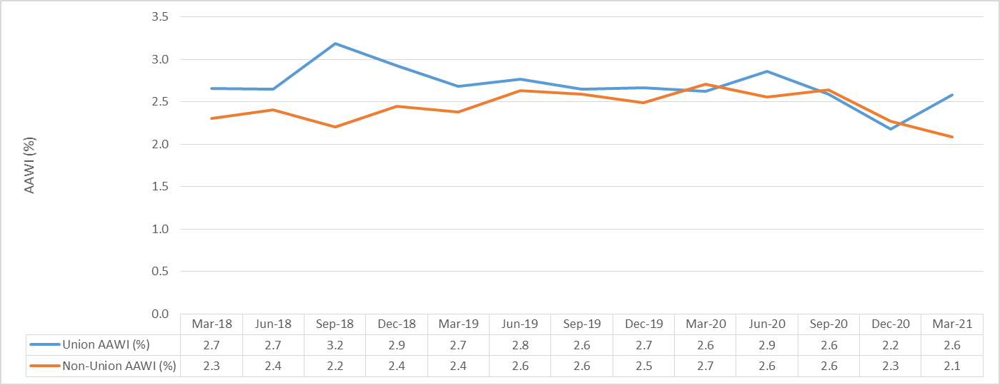 3.5
3.0
2.5
2.0
1.5
1.0
0.5
0.0
AAWI (%)
Mar-18 Jun-18 Sep-18 Dec-18 Mar-19 Jun-19 Sep-19 Dec-19 Mar-20 Jun-20 Sep-20 Dec-20 Mar-21
Union AAWI (%) 2.7 2.7 3.2 2.9 2.7 2.8 2.6 2.7 2.6 2.9 2.6 2.2 2.6
Non-Union AAWI (%) 2.3 2.4 2.2 2.4 2.4 2.6 2.6 2.5 2.7 2.6 2.6 2.3 2.1